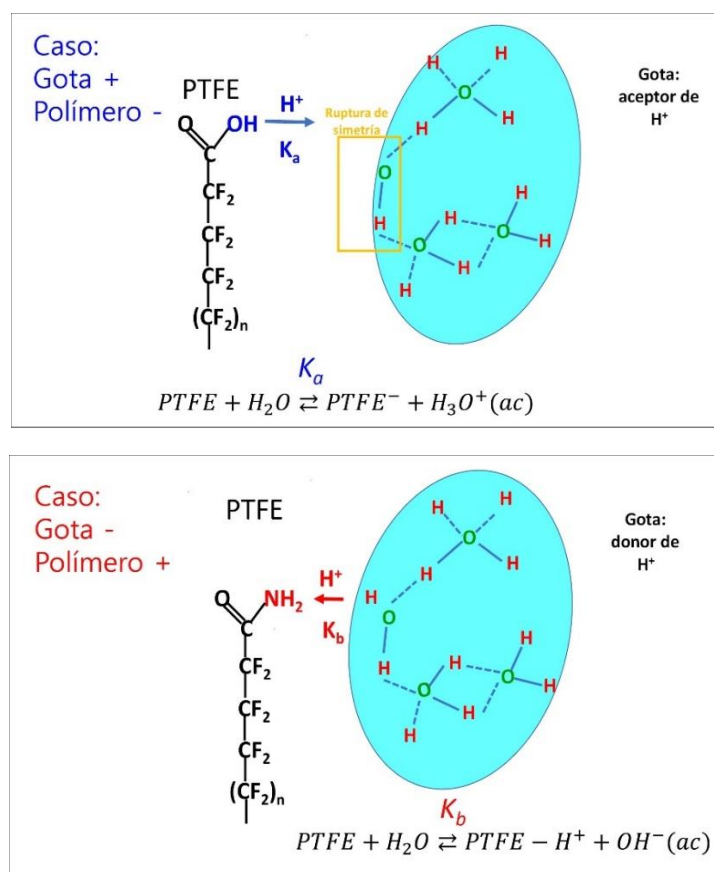 Caso:
Gota +
Polímero -
PTFE
O OH
C
CF₂
CF₂
CF₂
(CF₂)ₙ
H⁺
Kₐ
Ruptura de
simetría
H H
O
H H
O
H
H O H
O H H
H
Gota:
aceptor de
H⁺
Kₐ
PTFE + H₂O ⇄ PTFE⁻ + H₃O⁺(ac)
Caso:
Gota -
Polímero +
PTFE
O NH₂
C
CF₂
CF₂
CF₂
(CF₂)ₙ
H⁺
K_b
H H
O
H H
H
O
H
H O H
O H H
H
Gota:
donor de
H⁺
K_b
PTFE + H₂O ⇄ PTFE − H⁺ + OH⁻(ac)